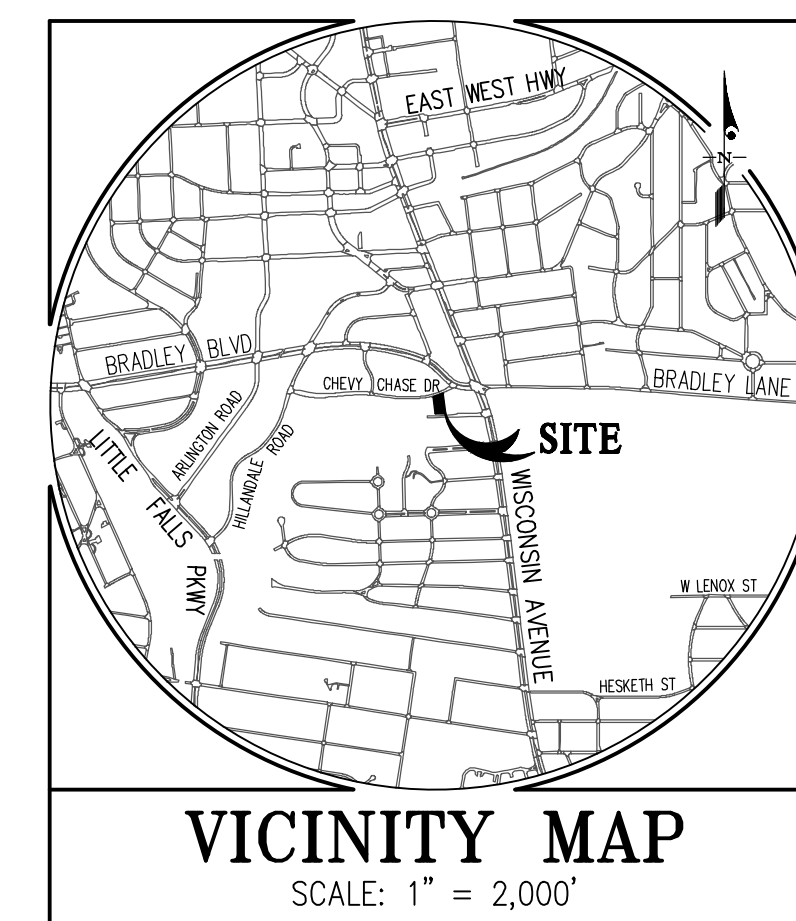 EAST WEST HWY
N
BRADLEY BLVD
CHEVY CHASE DR
BRADLEY LANE
ARLINGTON ROAD
HILLANDALE ROAD
SITE
LITTLE FALLS PKWY
WISCONSIN AVENUE
W LENOX ST
HESKETH ST
VICINITY MAP
SCALE: 1" = 2,000'